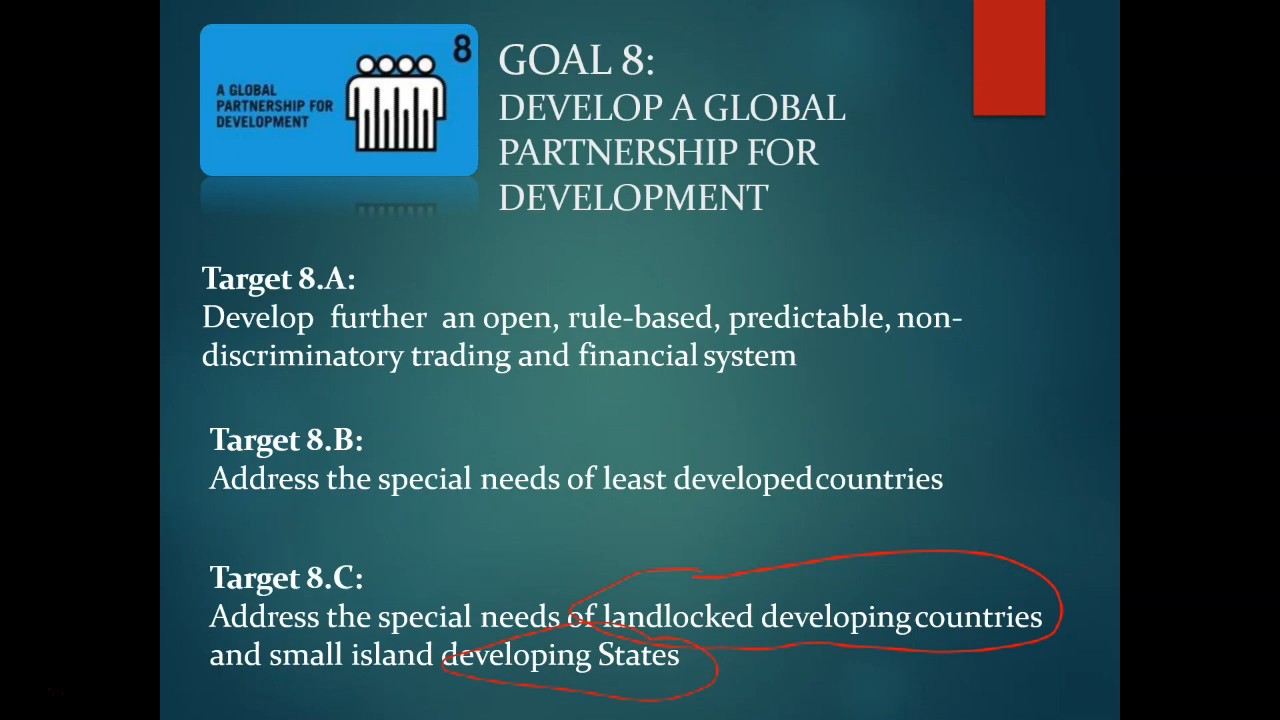 8
A GLOBAL
PARTNERSHIP FOR
DEVELOPMENT
GOAL 8:
DEVELOP A GLOBAL
PARTNERSHIP FOR
DEVELOPMENT
Target 8.A:
Develop further an open, rule-based, predictable, non-
discriminatory trading and financial system
Target 8.B:
Address the special needs of least developed countries
Target 8.C:
Address the special needs of landlocked developing countries
and small island developing States